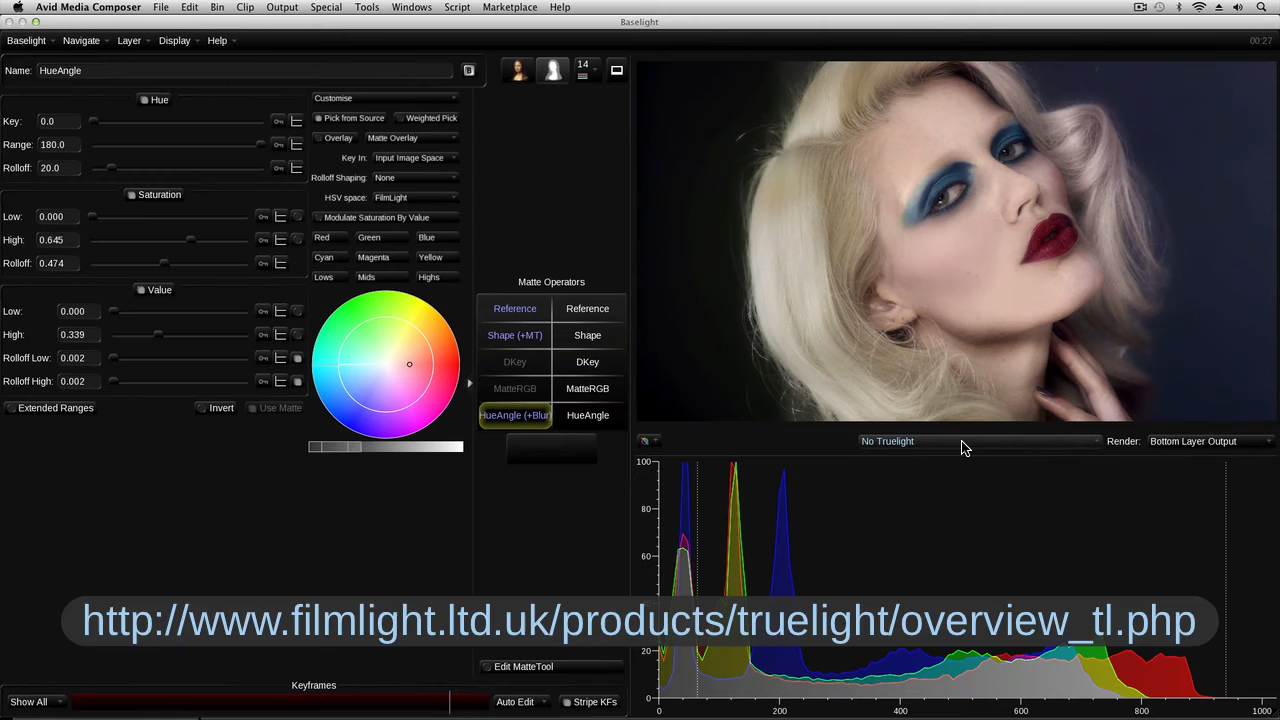 Avid Media Composer File Edit Bin Clip Output Special Tools Windows Script Marketplace Help
Baselight
Baselight Navigate Layer Display Help 00:27
Name: HueAngle
14
Hue
Key: 0.0
Range: 180.0
Rolloff: 20.0
Saturation
Low: 0.000
High: 0.645
Rolloff: 0.474
Value
Low: 0.000
High: 0.339
Rolloff Low: 0.002
Rolloff High: 0.002
Extended Ranges Invert Use Matte
Customise
Pick from Source Weighted Pick
Overlay Matte Overlay
Key In: Input Image Space
Rolloff Shaping: None
HSV space: FilmLight
Modulate Saturation By Value
Red Green Blue
Cyan Magenta Yellow
Lows Mids Highs
Matte Operators
Reference Reference
Shape (+MT) Shape
DKey DKey
MatteRGB MatteRGB
HueAngle (+Blur) HueAngle
No Truelight Render: Bottom Layer Output
100
80
60
20
0
0 200 400 600 800 1000
http://www.filmlight.ltd.uk/products/truelight/overview_tl.php
Edit MatteTool
Keyframes
Show All Auto Edit Stripe KFs